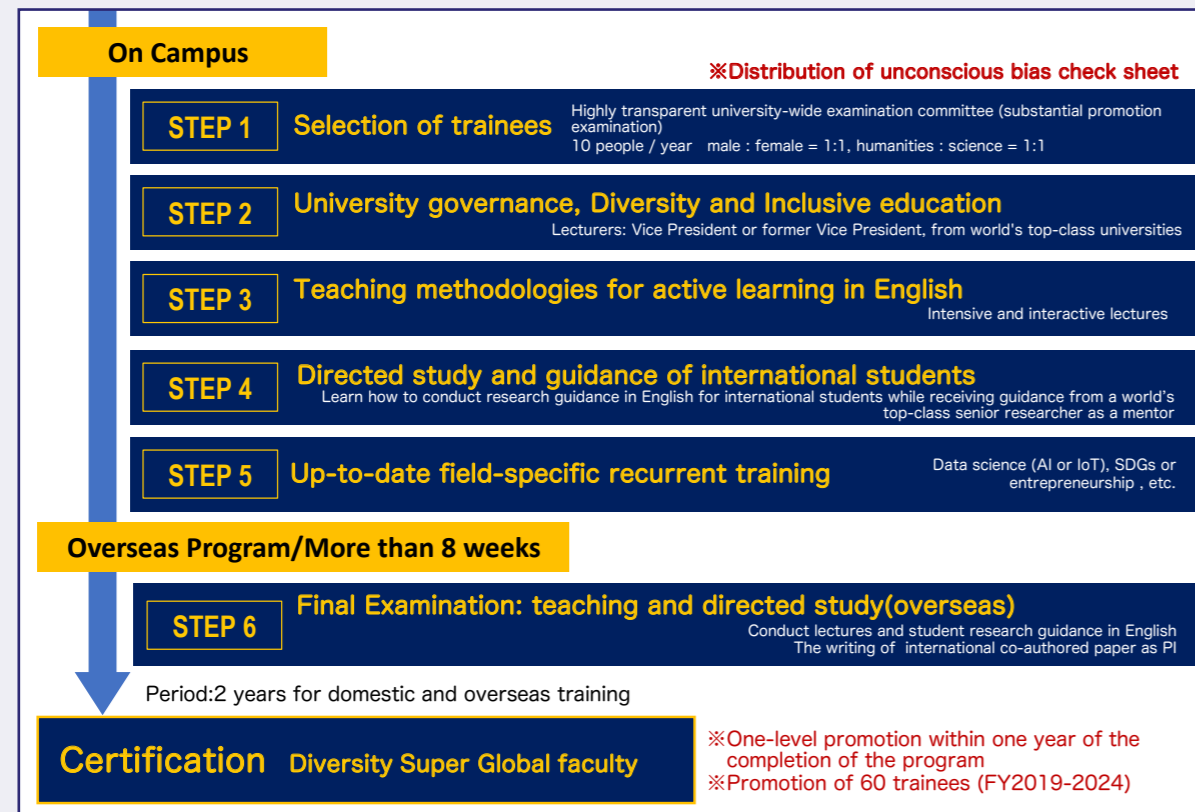 On Campus
※Distribution of unconscious bias check sheet
STEP 1
Selection of trainees
Highly transparent university-wide examination committee (substantial promotion
examination)
10 people / year male : female = 1:1, humanities : science = 1:1
STEP 2
University governance, Diversity and Inclusive education
Lecturers: Vice President or former Vice President, from world's top-class universities
STEP 3
Teaching methodologies for active learning in English
Intensive and interactive lectures
STEP 4
Directed study and guidance of international students
Learn how to conduct research guidance in English for international students while receiving guidance from a world's
top-class senior researcher as a mentor
STEP 5
Up-to-date field-specific recurrent training
Data science (AI or IoT), SDGs or
entrepreneurship , etc.
Overseas Program/More than 8 weeks
STEP 6
Final Examination: teaching and directed study(overseas)
Conduct lectures and student research guidance in English
The writing of international co-authored paper as PI
Period:2 years for domestic and overseas training
Certification Diversity Super Global faculty
※One-level promotion within one year of the
completion of the program
※Promotion of 60 trainees (FY2019-2024)